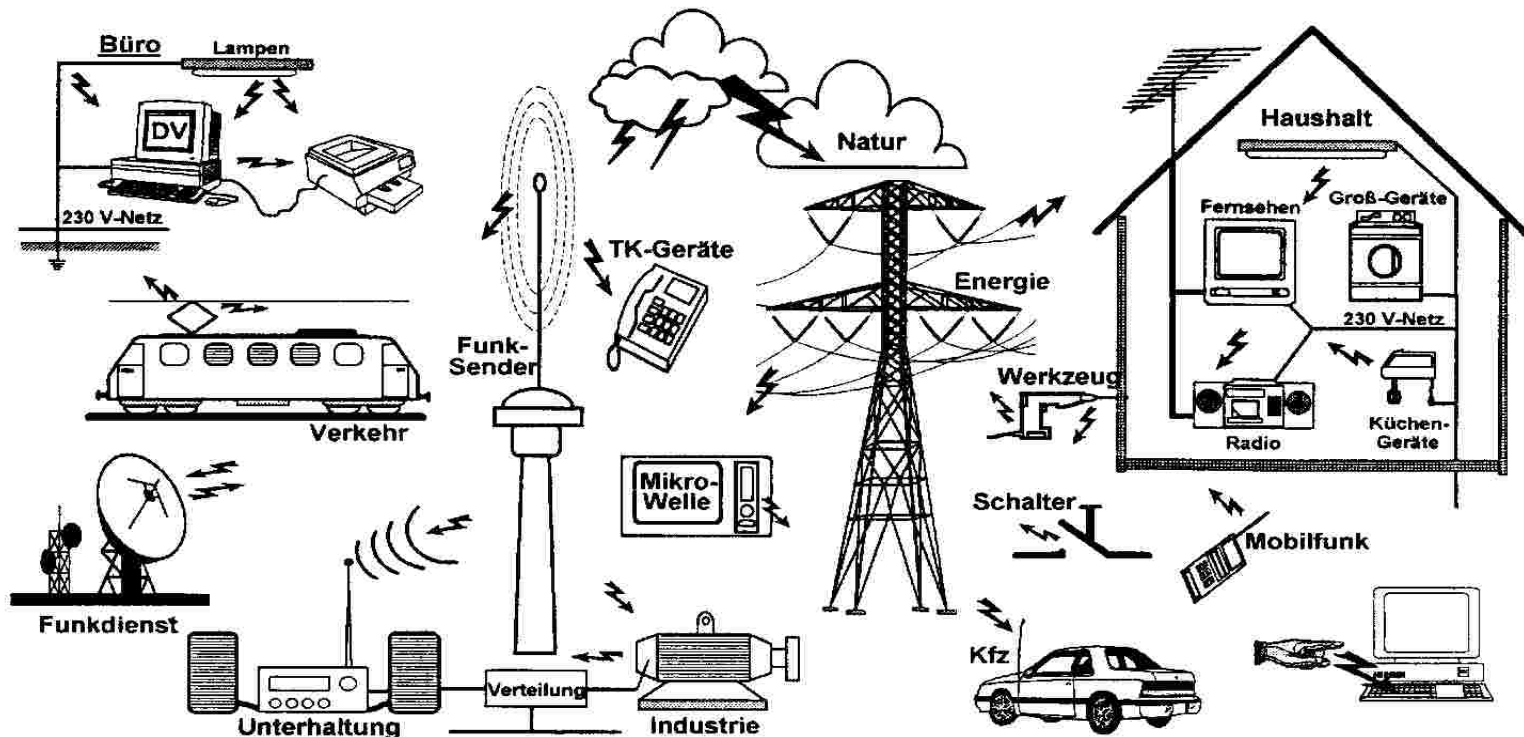 Büro
Lampen
DV
230 V-Netz
Natur
Haushalt
Fernsehen
Groß-Geräte
230 V-Netz
Radio
Küchen-
Geräte
TK-Geräte
Energie
Funk-
Sender
Verkehr
Werkzeug
Mikro-
Welle
Schalter
Mobilfunk
Funkdienst
Unterhaltung
Verteilung
Industrie
Kfz